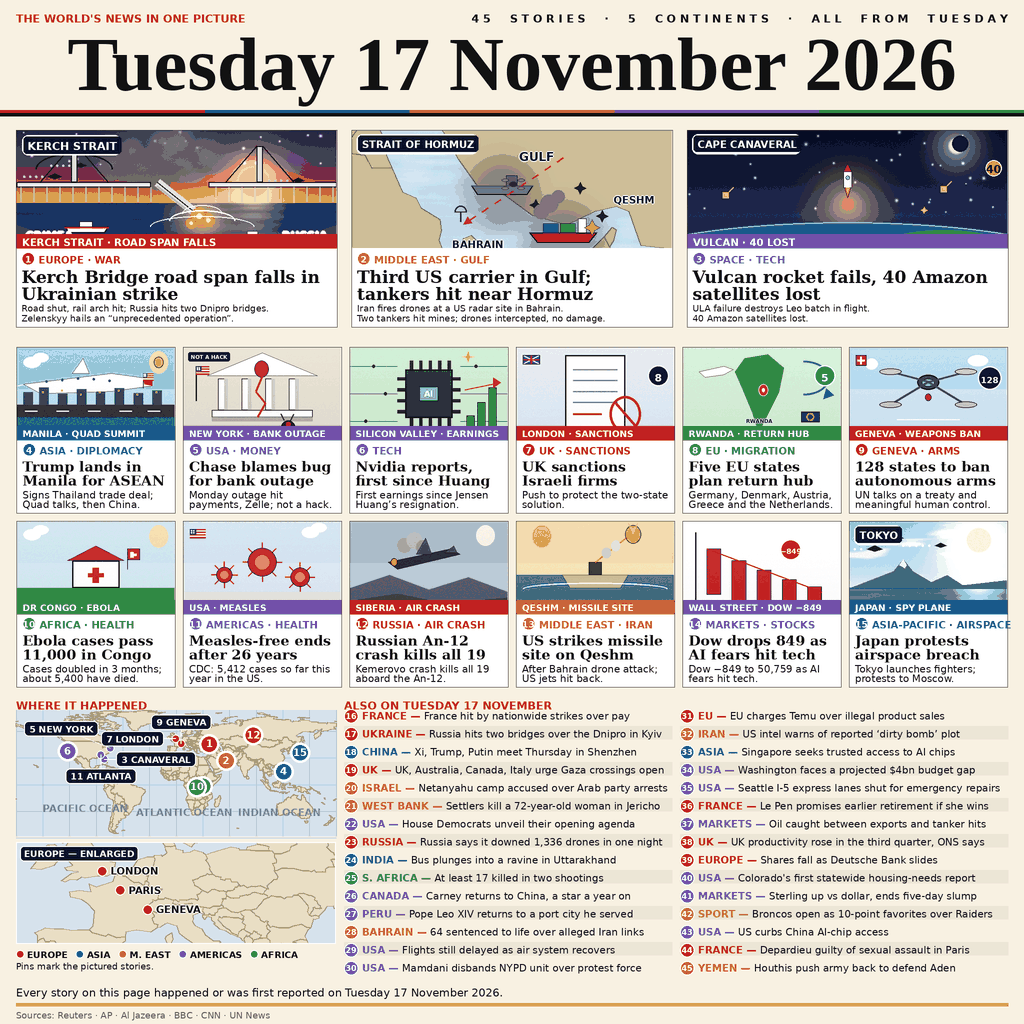 THE WORLD'S NEWS IN ONE PICTURE
45 STORIES · 5 CONTINENTS · ALL FROM TUESDAY
Tuesday 17 November 2026
KERCH STRAIT
KERCH STRAIT · ROAD SPAN FALLS
1 EUROPE · WAR
Kerch Bridge road span falls in
Ukrainian strike
Road shut, rail arch hit; Russia hits two Dnipro bridges.
Zelenskyy hails an “unprecedented operation”.
STRAIT OF HORMUZ
GULF
QESHM
BAHRAIN
2 MIDDLE EAST · GULF
Third US carrier in Gulf;
tankers hit near Hormuz
Iran fires drones at a US radar site in Bahrain.
Two tankers hit mines; drones intercepted, no damage.
CAPE CANAVERAL
40
VULCAN · 40 LOST
3 SPACE · TECH
Vulcan rocket fails, 40 Amazon
satellites lost
ULA failure destroys Leo batch in flight.
40 Amazon satellites lost.
MANILA · QUAD SUMMIT
4 ASIA · DIPLOMACY
Trump lands in
Manila for ASEAN
Signs Thailand trade deal;
Quad talks, then China.
NOT A HACK
NEW YORK · BANK OUTAGE
5 USA · MONEY
Chase blames bug
for bank outage
Monday outage hit
payments, Zelle; not a hack.
AI
SILICON VALLEY · EARNINGS
6 TECH
Nvidia reports,
first since Huang
First earnings since Jensen
Huang’s resignation.
8
LONDON · SANCTIONS
7 UK · SANCTIONS
UK sanctions
Israeli firms
Push to protect the two-state
solution.
5
RWANDA
RWANDA · RETURN HUB
8 EU · MIGRATION
Five EU states
plan return hub
Germany, Denmark, Austria,
Greece and the Netherlands.
128
GENEVA · WEAPONS BAN
9 GENEVA · ARMS
128 states to ban
autonomous arms
UN talks on a treaty and
meaningful human control.
DR CONGO · EBOLA
10 AFRICA · HEALTH
Ebola cases pass
11,000 in Congo
Cases doubled in 3 months;
about 5,400 have died.
USA · MEASLES
11 AMERICAS · HEALTH
Measles-free ends
after 26 years
CDC: 5,412 cases so far this
year in the US.
SIBERIA · AIR CRASH
12 RUSSIA · AIR CRASH
Russian An-12
crash kills all 19
Kemerovo crash kills all 19
aboard the An-12.
QESHM · MISSILE SITE
13 MIDDLE EAST · IRAN
US strikes missile
site on Qeshm
After Bahrain drone attack;
US jets hit back.
−849
WALL STREET · DOW −849
14 MARKETS · STOCKS
Dow drops 849 as
AI fears hit tech
Dow −849 to 50,759 as AI
fears hit tech.
TOKYO
JAPAN · SPY PLANE
15 ASIA-PACIFIC · AIRSPACE
Japan protests
airspace breach
Tokyo launches fighters;
protests to Moscow.
WHERE IT HAPPENED
9 GENEVA
5 NEW YORK
7 LONDON
3 CANAVERAL
11 ATLANTA
6
1
12
2
15
4
10
PACIFIC OCEAN
ATLANTIC OCEAN
INDIAN OCEAN
EUROPE — ENLARGED
LONDON
PARIS
GENEVA
EUROPE ASIA M. EAST AMERICAS AFRICA
Pins mark the pictured stories.
ALSO ON TUESDAY 17 NOVEMBER
16 FRANCE — France hit by nationwide strikes over pay
17 UKRAINE — Russia hits two bridges over the Dnipro in Kyiv
18 CHINA — Xi, Trump, Putin meet Thursday in Shenzhen
19 UK — UK, Australia, Canada, Italy urge Gaza crossings open
20 ISRAEL — Netanyahu camp accused over Arab party arrests
21 WEST BANK — Settlers kill a 72-year-old woman in Jericho
22 USA — House Democrats unveil their opening agenda
23 RUSSIA — Russia says it downed 1,336 drones in one night
24 INDIA — Bus plunges into a ravine in Uttarakhand
25 S. AFRICA — At least 17 killed in two shootings
26 CANADA — Carney returns to China, a star a year on
27 PERU — Pope Leo XIV returns to a port city he served
28 BAHRAIN — 64 sentenced to life over alleged Iran links
29 USA — Flights still delayed as air system recovers
30 USA — Mamdani disbands NYPD unit over protest force
31 EU — EU charges Temu over illegal product sales
32 IRAN — US intel warns of reported ‘dirty bomb’ plot
33 ASIA — Singapore seeks trusted access to AI chips
34 USA — Washington faces a projected $4bn budget gap
35 USA — Seattle I-5 express lanes shut for emergency repairs
36 FRANCE — Le Pen promises earlier retirement if she wins
37 MARKETS — Oil caught between exports and tanker hits
38 UK — UK productivity rose in the third quarter, ONS says
39 EUROPE — Shares fall as Deutsche Bank slides
40 USA — Colorado’s first statewide housing-needs report
41 MARKETS — Sterling up vs dollar, ends five-day slump
42 SPORT — Broncos open as 10-point favorites over Raiders
43 USA — US curbs China AI-chip access
44 FRANCE — Depardieu guilty of sexual assault in Paris
45 YEMEN — Houthis push army back to defend Aden
Every story on this page happened or was first reported on Tuesday 17 November 2026.
Sources: Reuters · AP · Al Jazeera · BBC · CNN · UN News